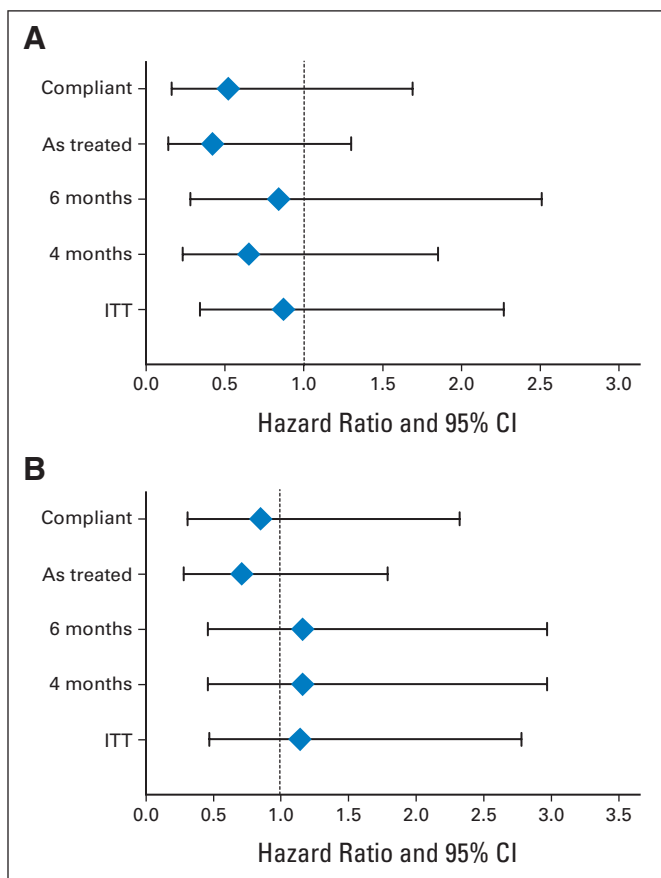 A
Compliant
As treated
6 months
4 months
ITT
0.0 0.5 1.0 1.5 2.0 2.5 3.0
Hazard Ratio and 95% CI
B
Compliant
As treated
6 months
4 months
ITT
0.0 0.5 1.0 1.5 2.0 2.5 3.0 3.5
Hazard Ratio and 95% CI